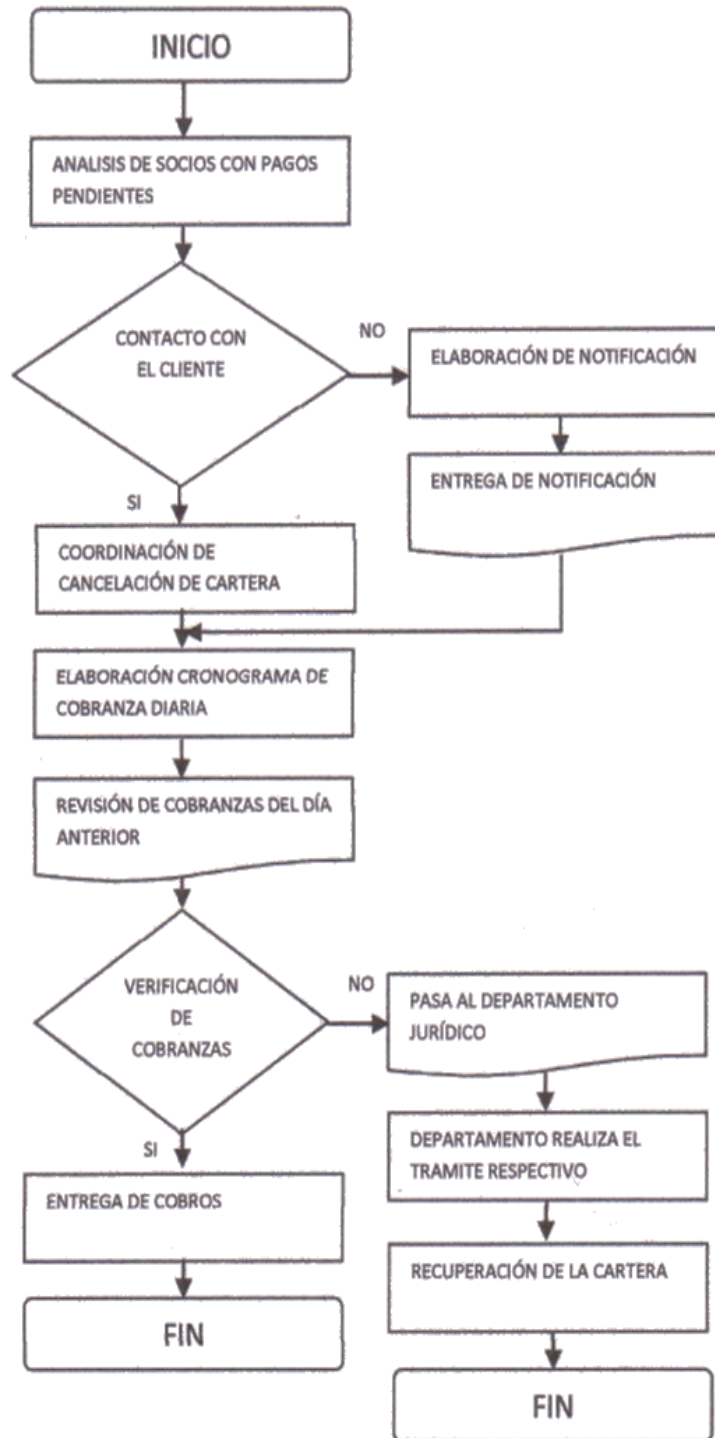 INICIO
ANALISIS DE SOCIOS CON PAGOS
PENDIENTES
CONTACTO CON
EL CLIENTE
NO
ELABORACIÓN DE NOTIFICACIÓN
ENTREGA DE NOTIFICACIÓN
SI
COORDINACIÓN DE
CANCELACIÓN DE CARTERA
ELABORACIÓN CRONOGRAMA DE
COBRANZA DIARIA
REVISIÓN DE COBRANZAS DEL DÍA
ANTERIOR
VERIFICACIÓN
DE
COBRANZAS
NO
PASA AL DEPARTAMENTO
JURÍDICO
DEPARTAMENTO REALIZA EL
TRAMITE RESPECTIVO
RECUPERACIÓN DE LA CARTERA
FIN
SI
ENTREGA DE COBROS
FIN